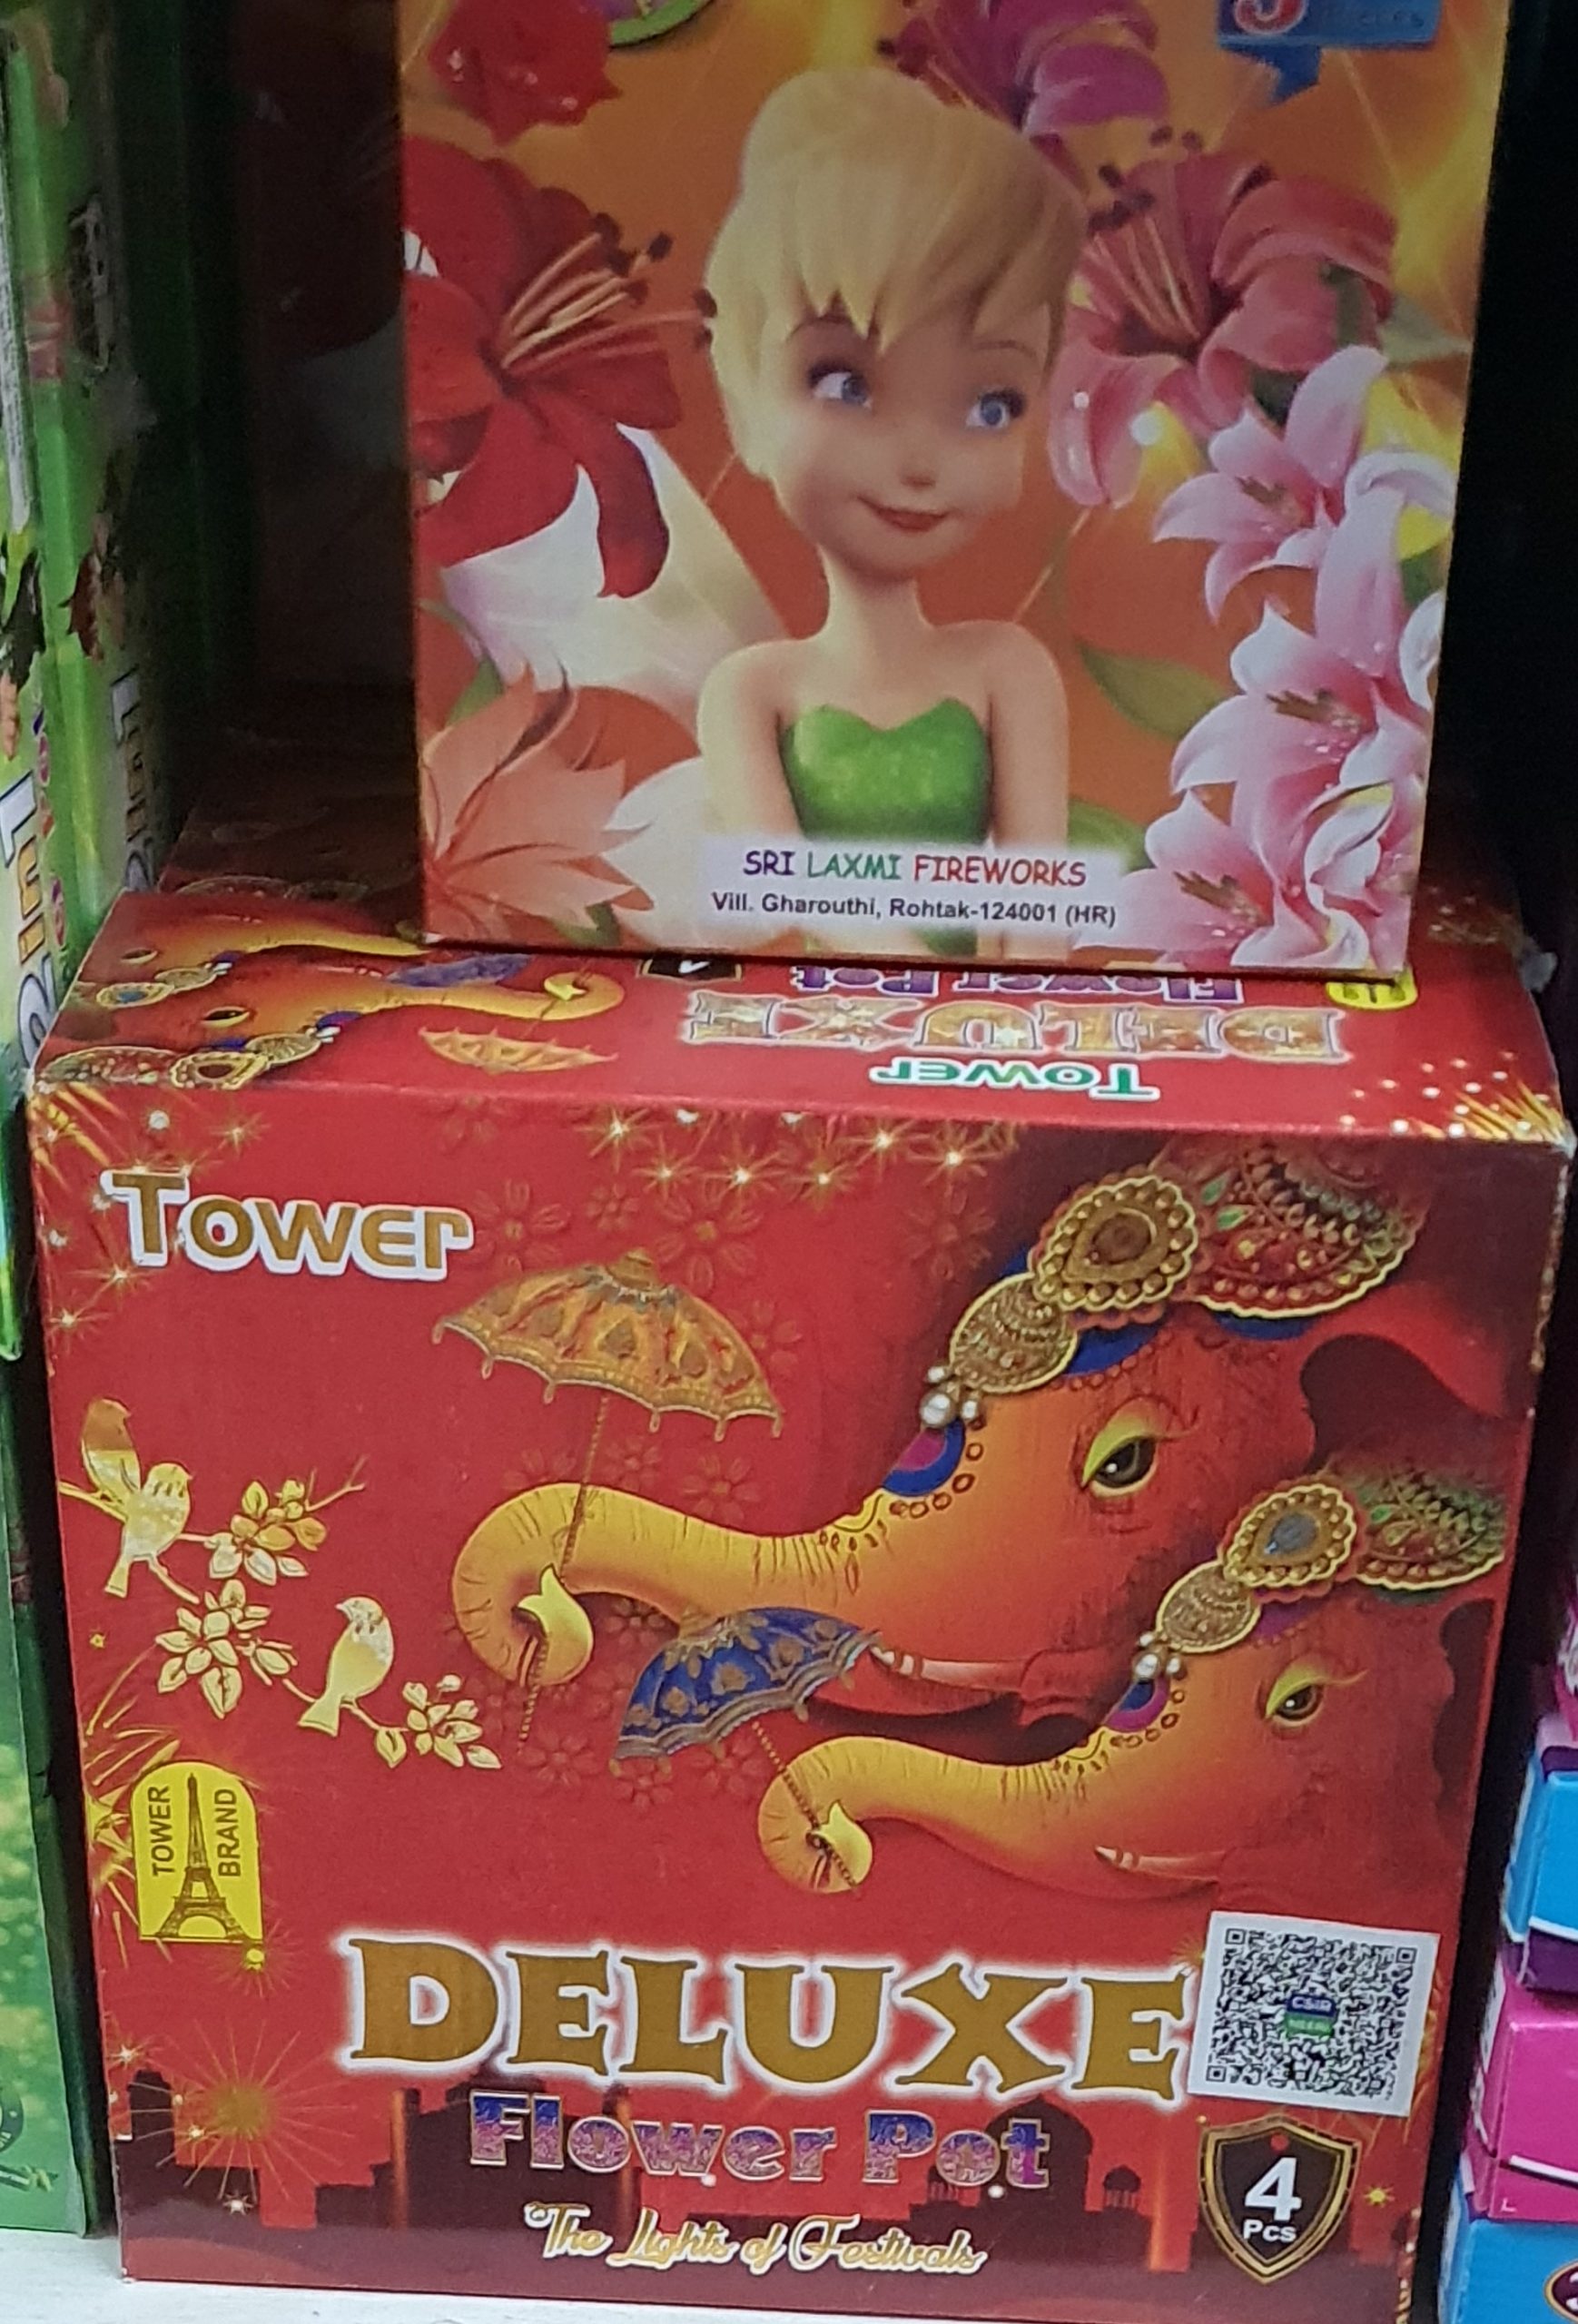 SRI LAXMI FIREWORKS
Vill. Gharouthi, Rohtak-124001 (HR)
Flower Pot
DELUXE
Tower
Tower
TOWER BRAND
DELUXE
Flower Pot
4
Pcs
The Lights of Festivals